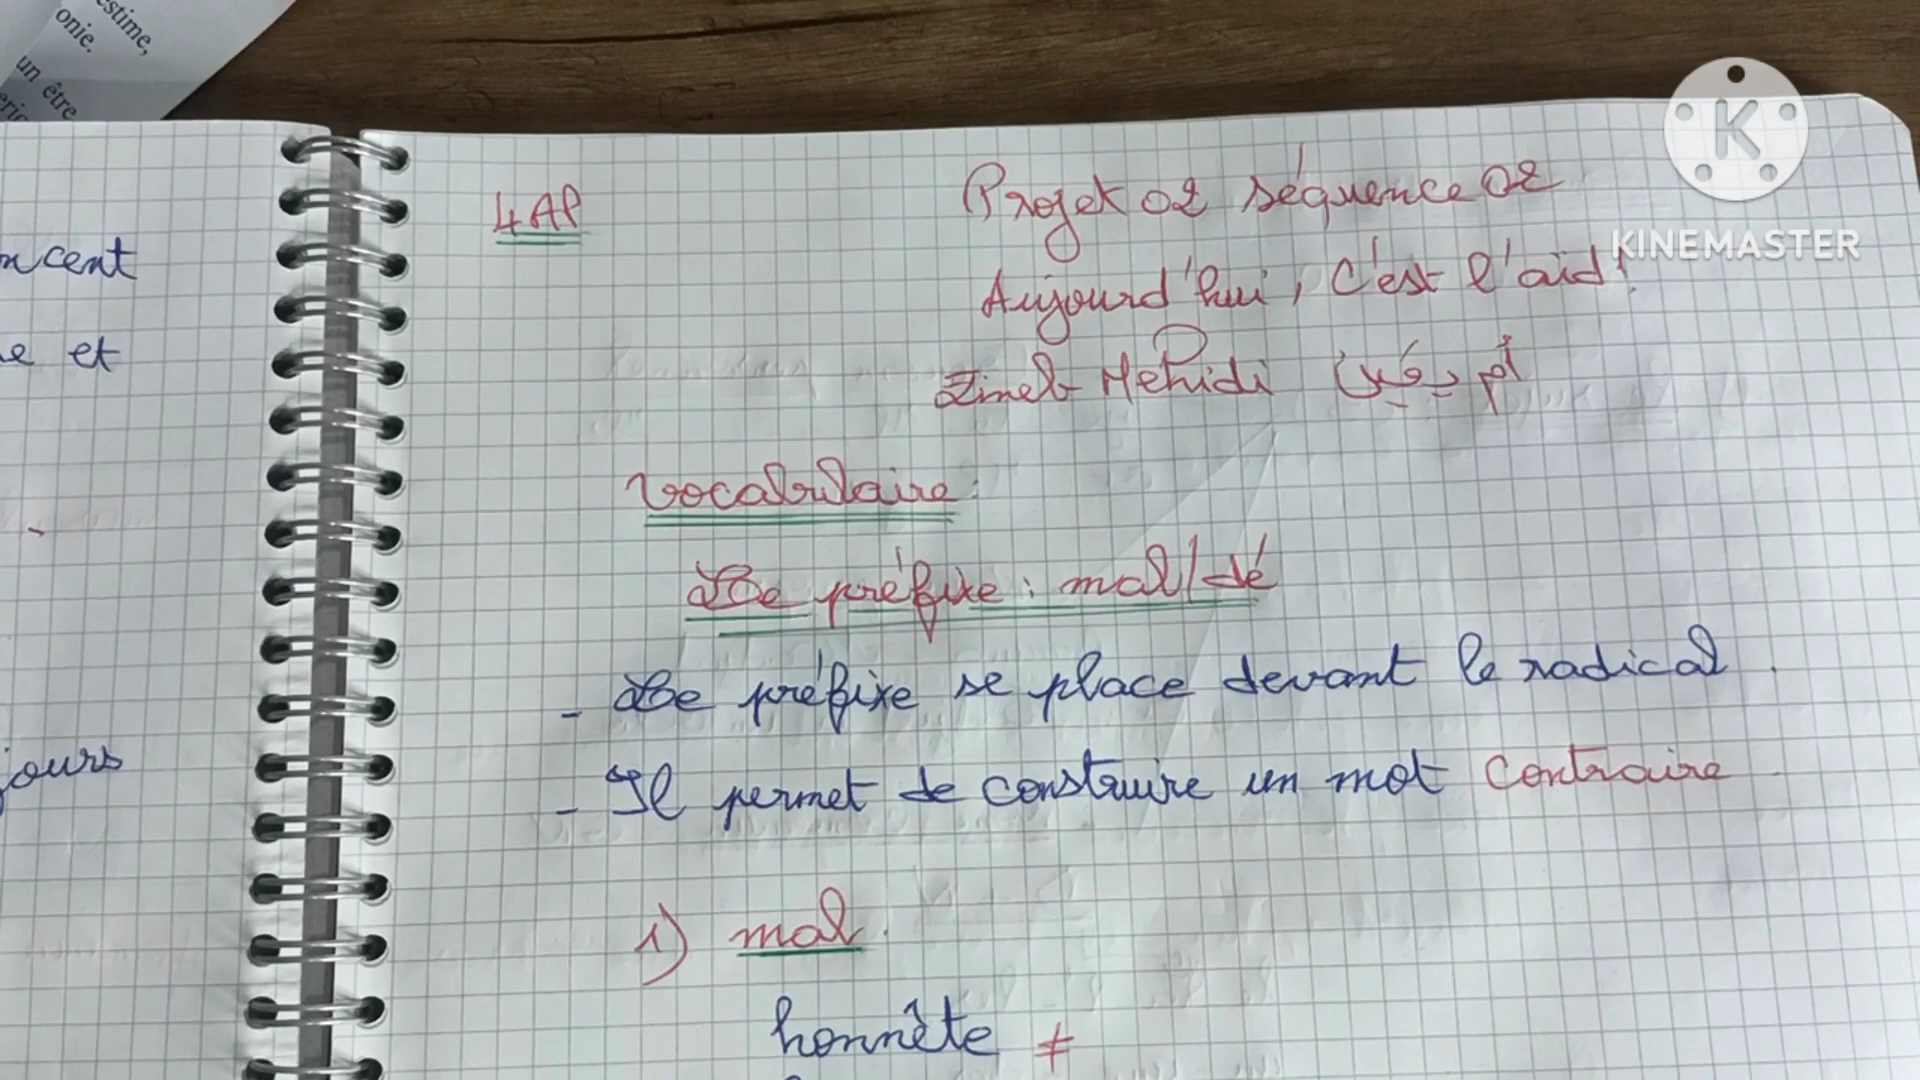 estime,
onie.
un être
ncent
e et
jours
KINEMASTER
4AP
Projet 02 séquence 02
Aujourd'hui, C'est l'aïd!
Zineb Mehidi أم يقين
Vocabulaire:
Le préfixe: mal/dé
- Le préfixe se place devant le radical.
- Il permet de construire un mot contraire
1) mal.
honnête ≠